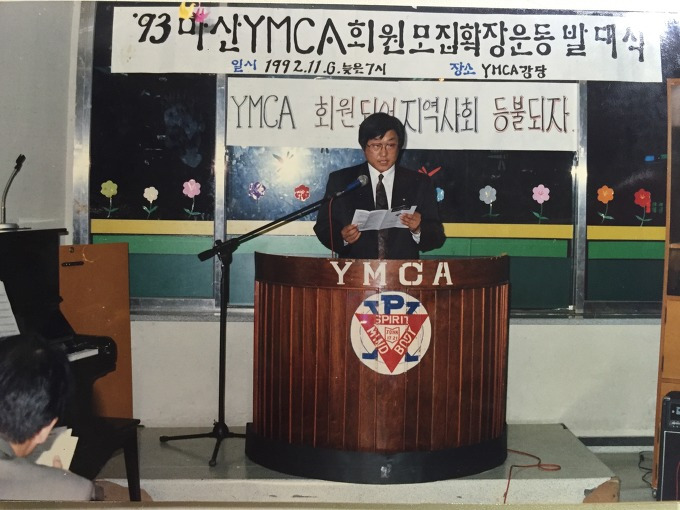 '93 마산YMCA회원모집확장운동발대식
일시 1992.11.6.늦은7시 장소 YMCA강당
YMCA 회원되어 지역사회 등불되자.
YMCA
SPIRIT
MIND
BODY